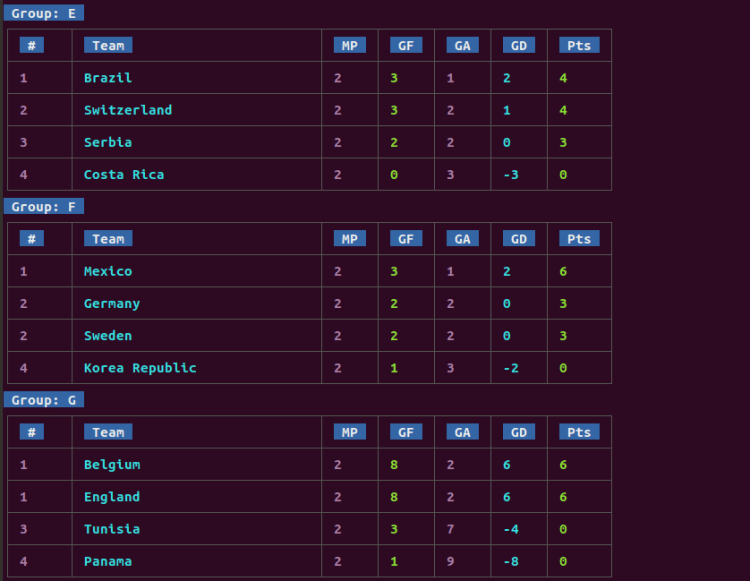 Group: E
# Team MP GF GA GD Pts
1 Brazil 2 3 1 2 4
2 Switzerland 2 3 2 1 4
3 Serbia 2 2 2 0 3
4 Costa Rica 2 0 3 -3 0
Group: F
# Team MP GF GA GD Pts
1 Mexico 2 3 1 2 6
2 Germany 2 2 2 0 3
2 Sweden 2 2 2 0 3
4 Korea Republic 2 1 3 -2 0
Group: G
# Team MP GF GA GD Pts
1 Belgium 2 8 2 6 6
1 England 2 8 2 6 6
3 Tunisia 2 3 7 -4 0
4 Panama 2 1 9 -8 0